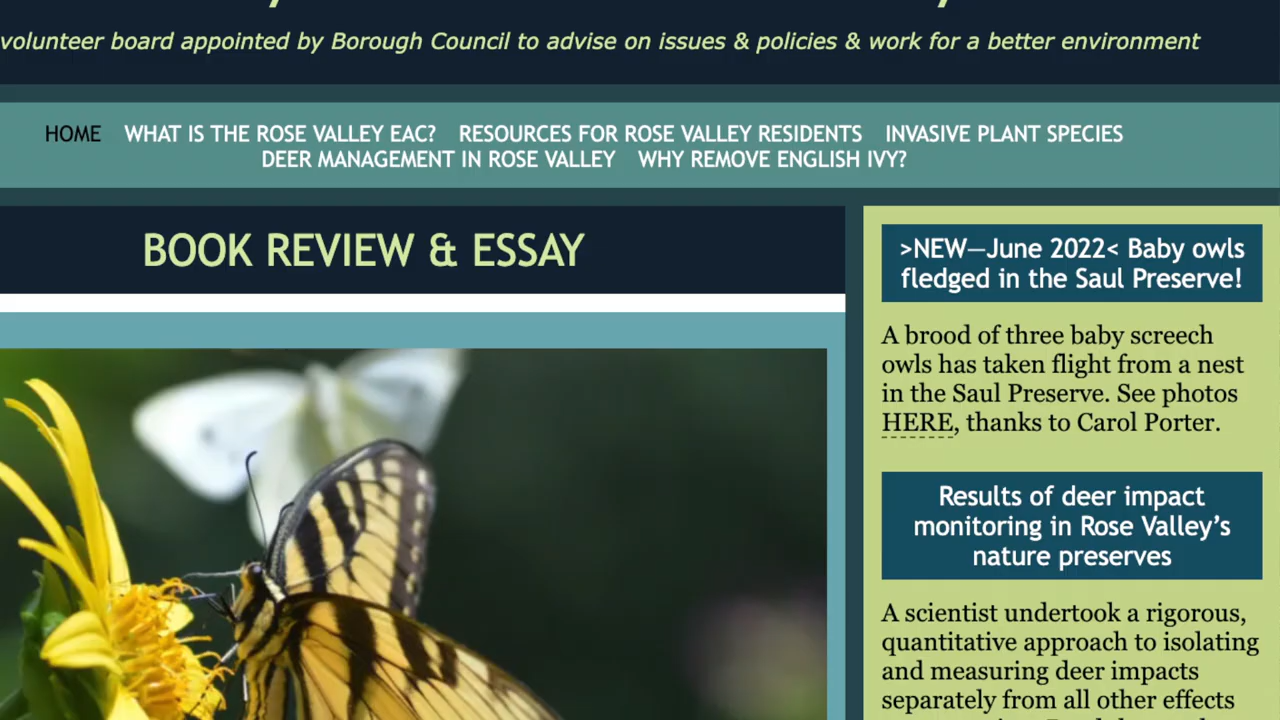 volunteer board appointed by Borough Council to advise on issues & policies & work for a better environment
HOME WHAT IS THE ROSE VALLEY EAC? RESOURCES FOR ROSE VALLEY RESIDENTS INVASIVE PLANT SPECIES
DEER MANAGEMENT IN ROSE VALLEY WHY REMOVE ENGLISH IVY?
BOOK REVIEW & ESSAY
>NEW—June 2022< Baby owls
fledged in the Saul Preserve!
A brood of three baby screech
owls has taken flight from a nest
in the Saul Preserve. See photos
HERE, thanks to Carol Porter.
Results of deer impact
monitoring in Rose Valley’s
nature preserves
A scientist undertook a rigorous,
quantitative approach to isolating
and measuring deer impacts
separately from all other effects